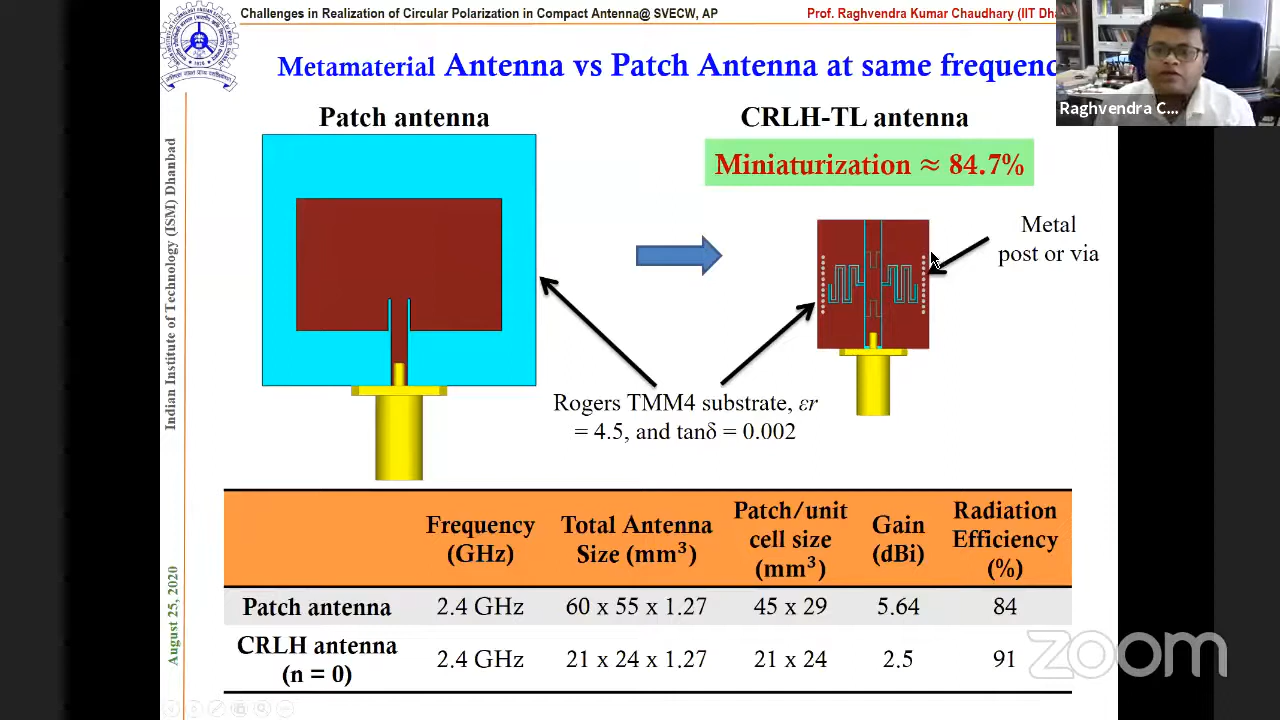 Challenges in Realization of Circular Polarization in Compact Antenna@ SVECW, AP
Prof. Raghvendra Kumar Chaudhary (IIT Dh
Raghvendra C...
Metamaterial Antenna vs Patch Antenna at same frequenc
Patch antenna
CRLH-TL antenna
Miniaturization ≈ 84.7%
Metal
post or via
Rogers TMM4 substrate, εr
= 4.5, and tanδ = 0.002
Indian Institute of Technology (ISM) Dhanbad
August 25, 2020
Frequency (GHz) Total Antenna Size (mm³) Patch/unit cell size (mm³) Gain (dBi) Radiation Efficiency (%)
Patch antenna 2.4 GHz 60 x 55 x 1.27 45 x 29 5.64 84
CRLH antenna (n = 0) 2.4 GHz 21 x 24 x 1.27 21 x 24 2.5 91
zoom